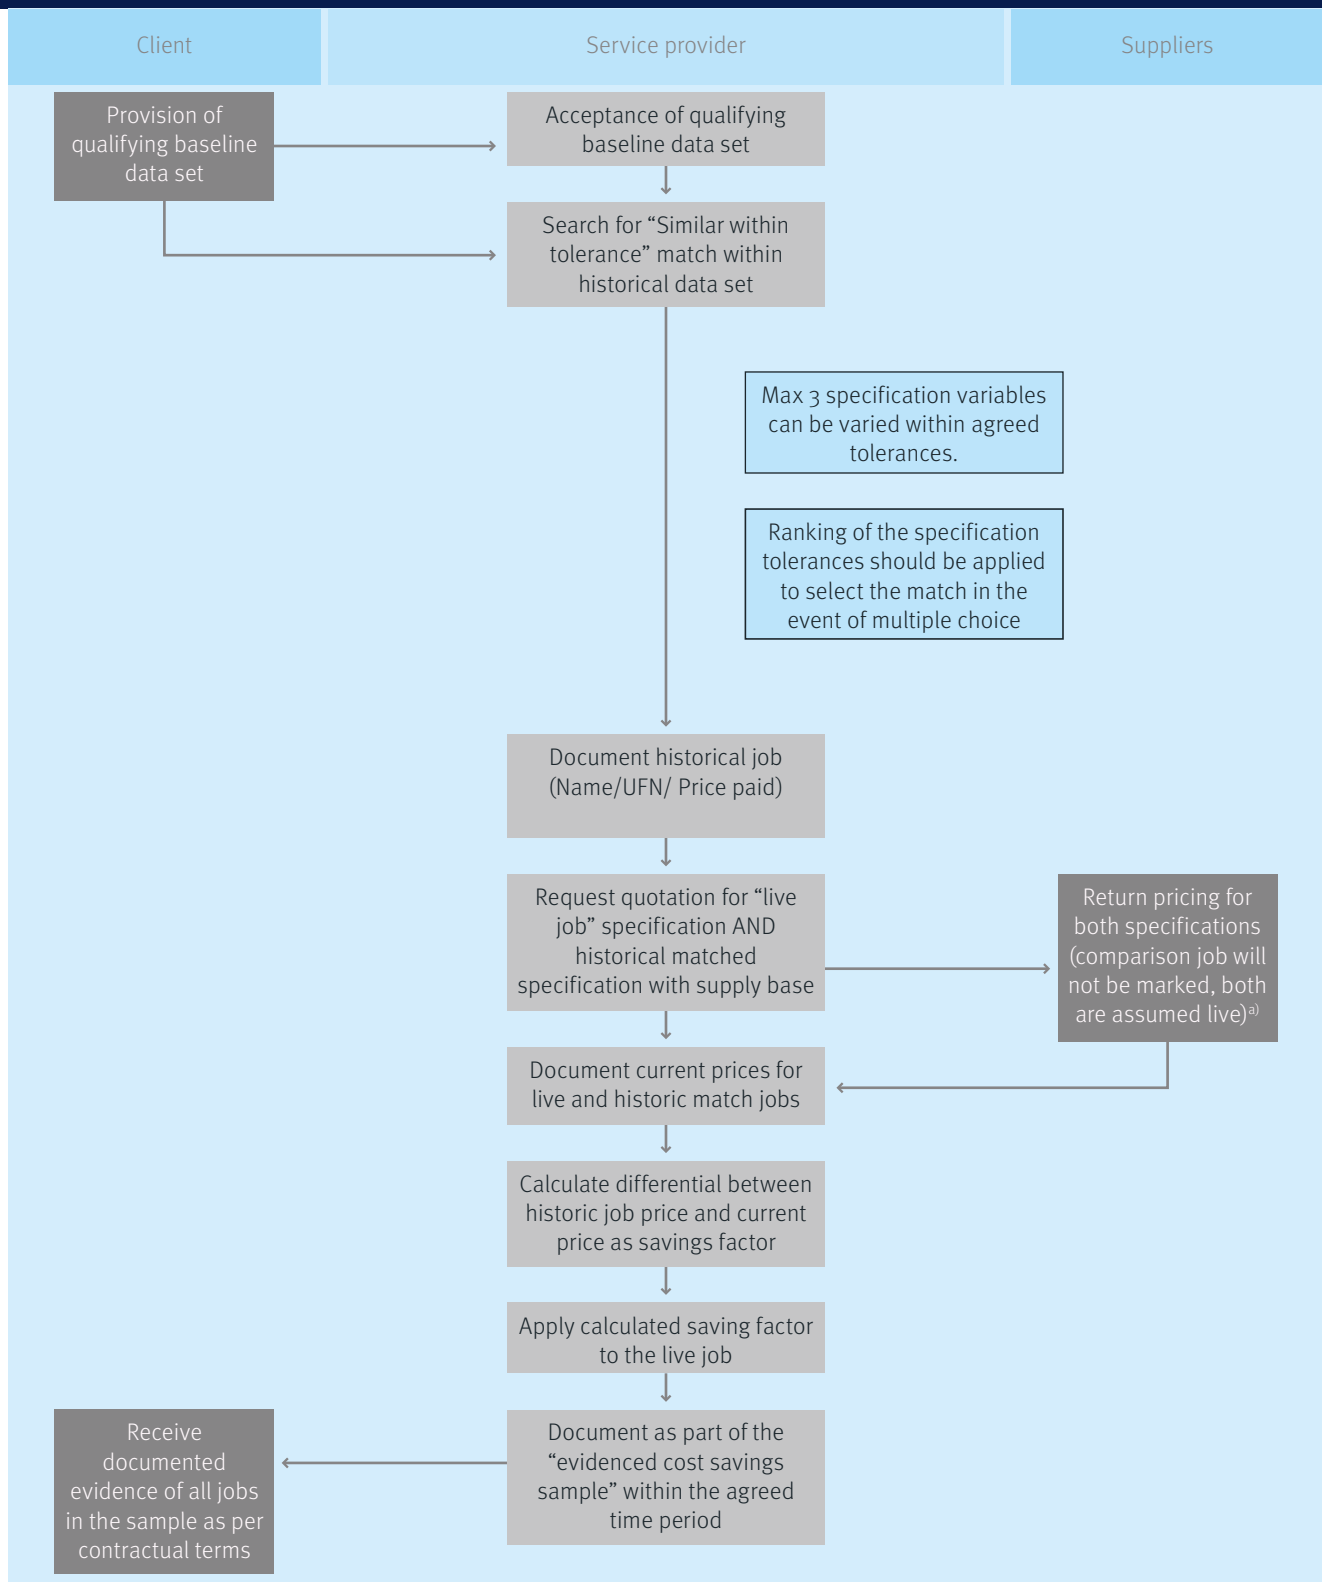 Client
Service provider
Suppliers
Provision of
qualifying baseline
data set
Acceptance of qualifying
baseline data set
Search for “Similar within
tolerance” match within
historical data set
Max 3 specification variables
can be varied within agreed
tolerances.
Ranking of the specification
tolerances should be applied
to select the match in the
event of multiple choice
Document historical job
(Name/UFN/ Price paid)
Request quotation for “live
job” specification AND
historical matched
specification with supply base
Return pricing for
both specifications
(comparison job will
not be marked, both
are assumed live)a)
Document current prices for
live and historic match jobs
Calculate differential between
historic job price and current
price as savings factor
Apply calculated saving factor
to the live job
Document as part of the
“evidenced cost savings
sample” within the agreed
time period
Receive
documented
evidence of all jobs
in the sample as per
contractual terms